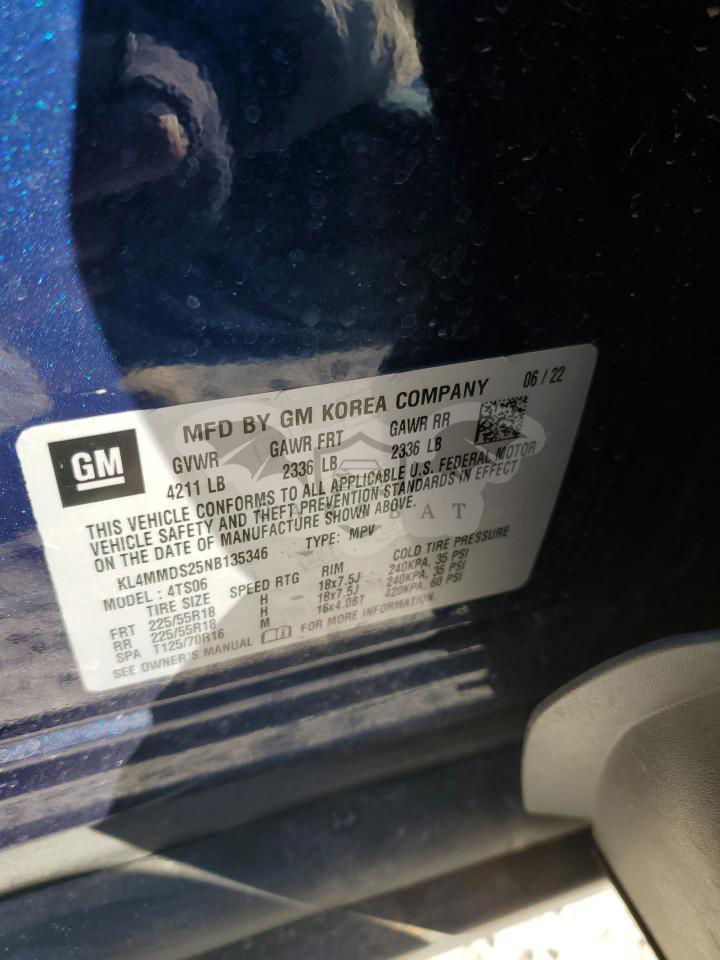 GM
MFD BY GM KOREA COMPANY 06 / 22
GVWR GAWR FRT GAWR RR
4211 LB 2336 LB 2336 LB
THIS VEHICLE CONFORMS TO ALL APPLICABLE U.S. FEDERAL MOTOR
VEHICLE SAFETY AND THEFT PREVENTION STANDARDS IN EFFECT
ON THE DATE OF MANUFACTURE SHOWN ABOVE.
KL4MMDS25NB135346 TYPE: MPV
MODEL: 4TS06
TIRE SIZE SPEED RTG RIM COLD TIRE PRESSURE
FRT 225/55R18 H 18x7.5J 240KPA, 35 PSI
RR 225/55R18 H 18x7.5J 240KPA, 35 PSI
SPA T125/70R16 M 16x4.0BT 420KPA, 60 PSI
SEE OWNER'S MANUAL FOR MORE INFORMATION.